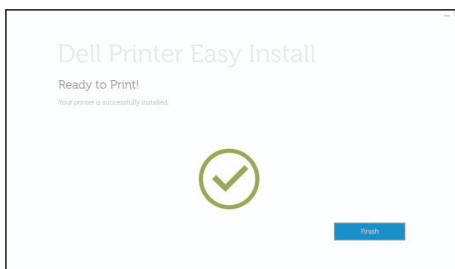 Dell Printer Easy Install
Ready to Print!
Your printer is successfully installed.
Finish